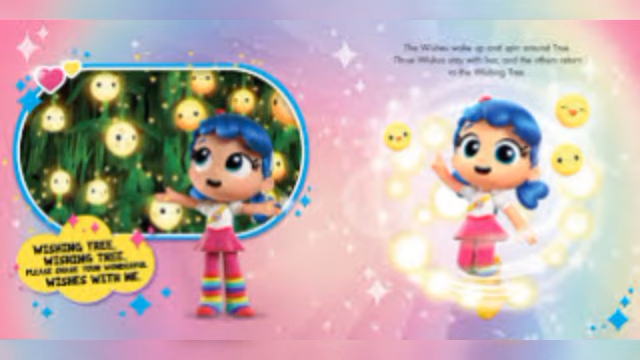 WISHING TREE,
WISHING TREE,
PLEASE SHARE YOUR WONDERFUL
WISHES WITH ME.
The Wishes wake up and spin around True.
Three Wishes stay with her, and the others return
to the Wishing Tree.